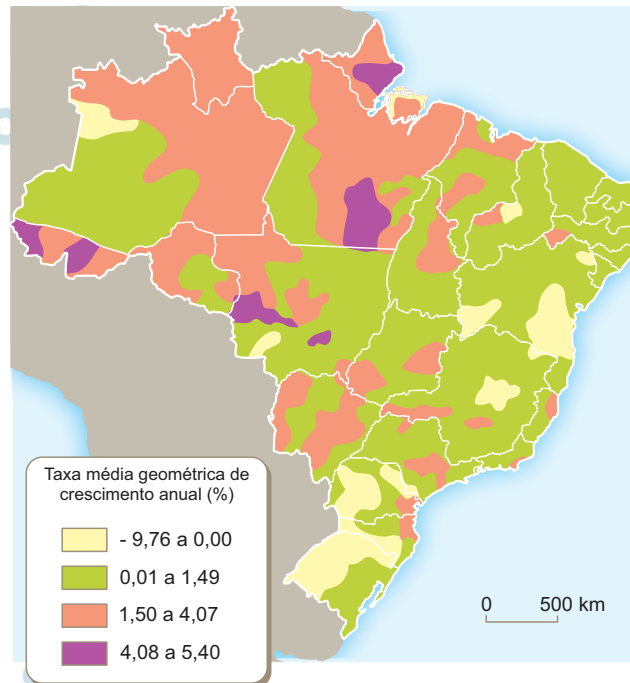 Taxa média geométrica de
crescimento anual (%)
- 9,76 a 0,00
0,01 a 1,49
1,50 a 4,07
4,08 a 5,40
0 500 km